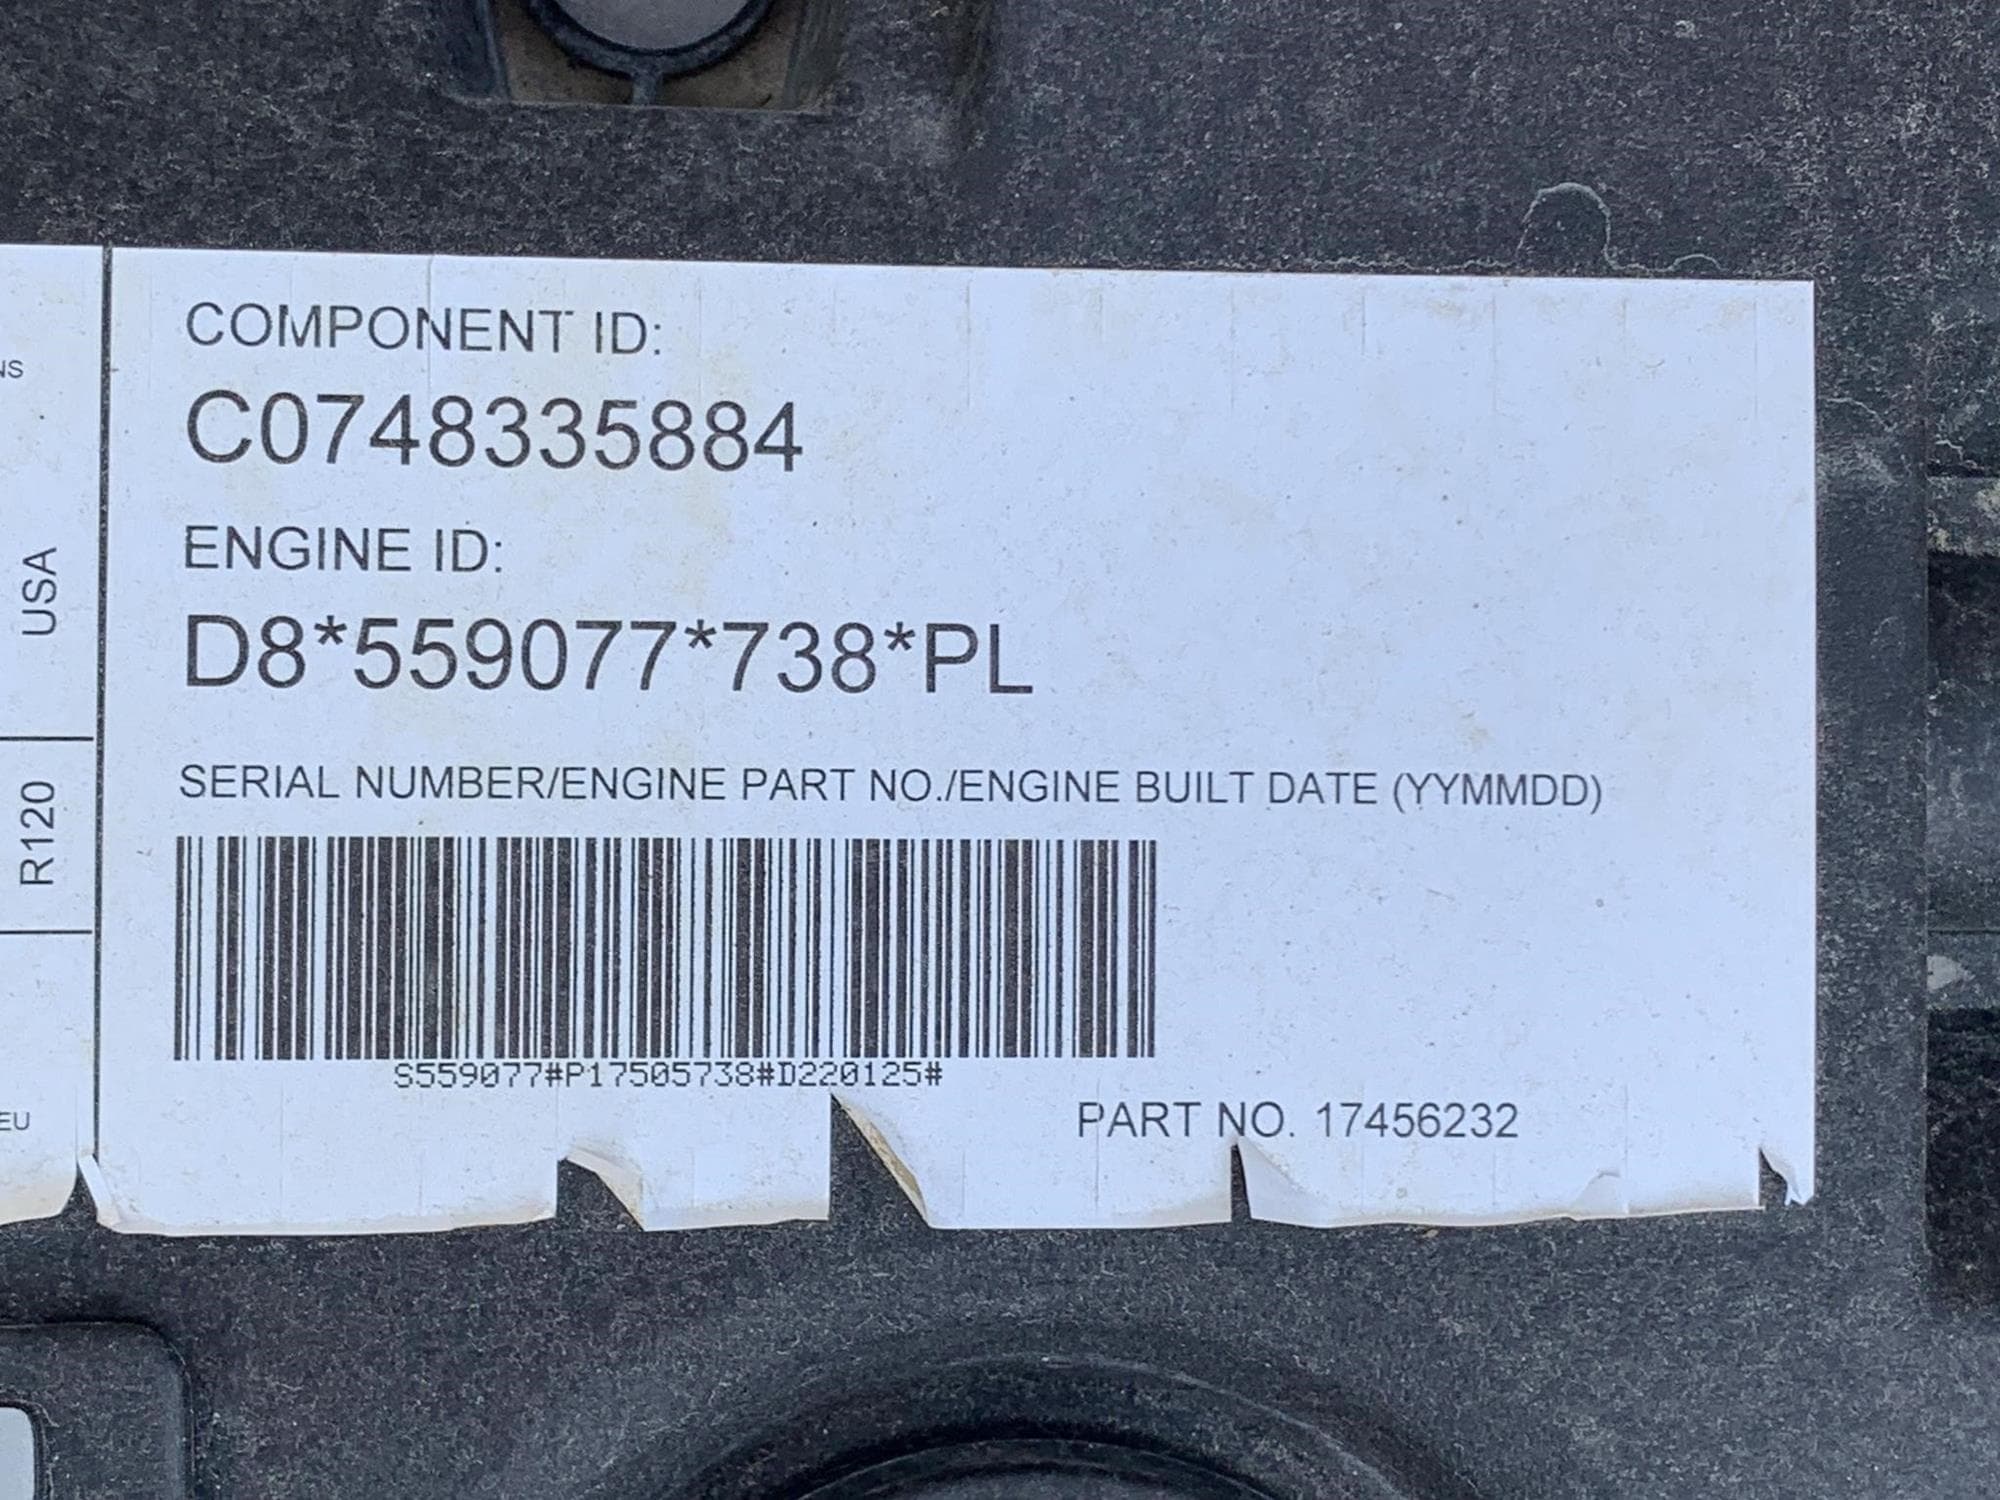 NS
USA
R120
EU
COMPONENT ID:
C0748335884
ENGINE ID:
D8*559077*738*PL
SERIAL NUMBER/ENGINE PART NO./ENGINE BUILT DATE (YYMMDD)
S559077#P17505738#D220125#
PART NO. 17456232